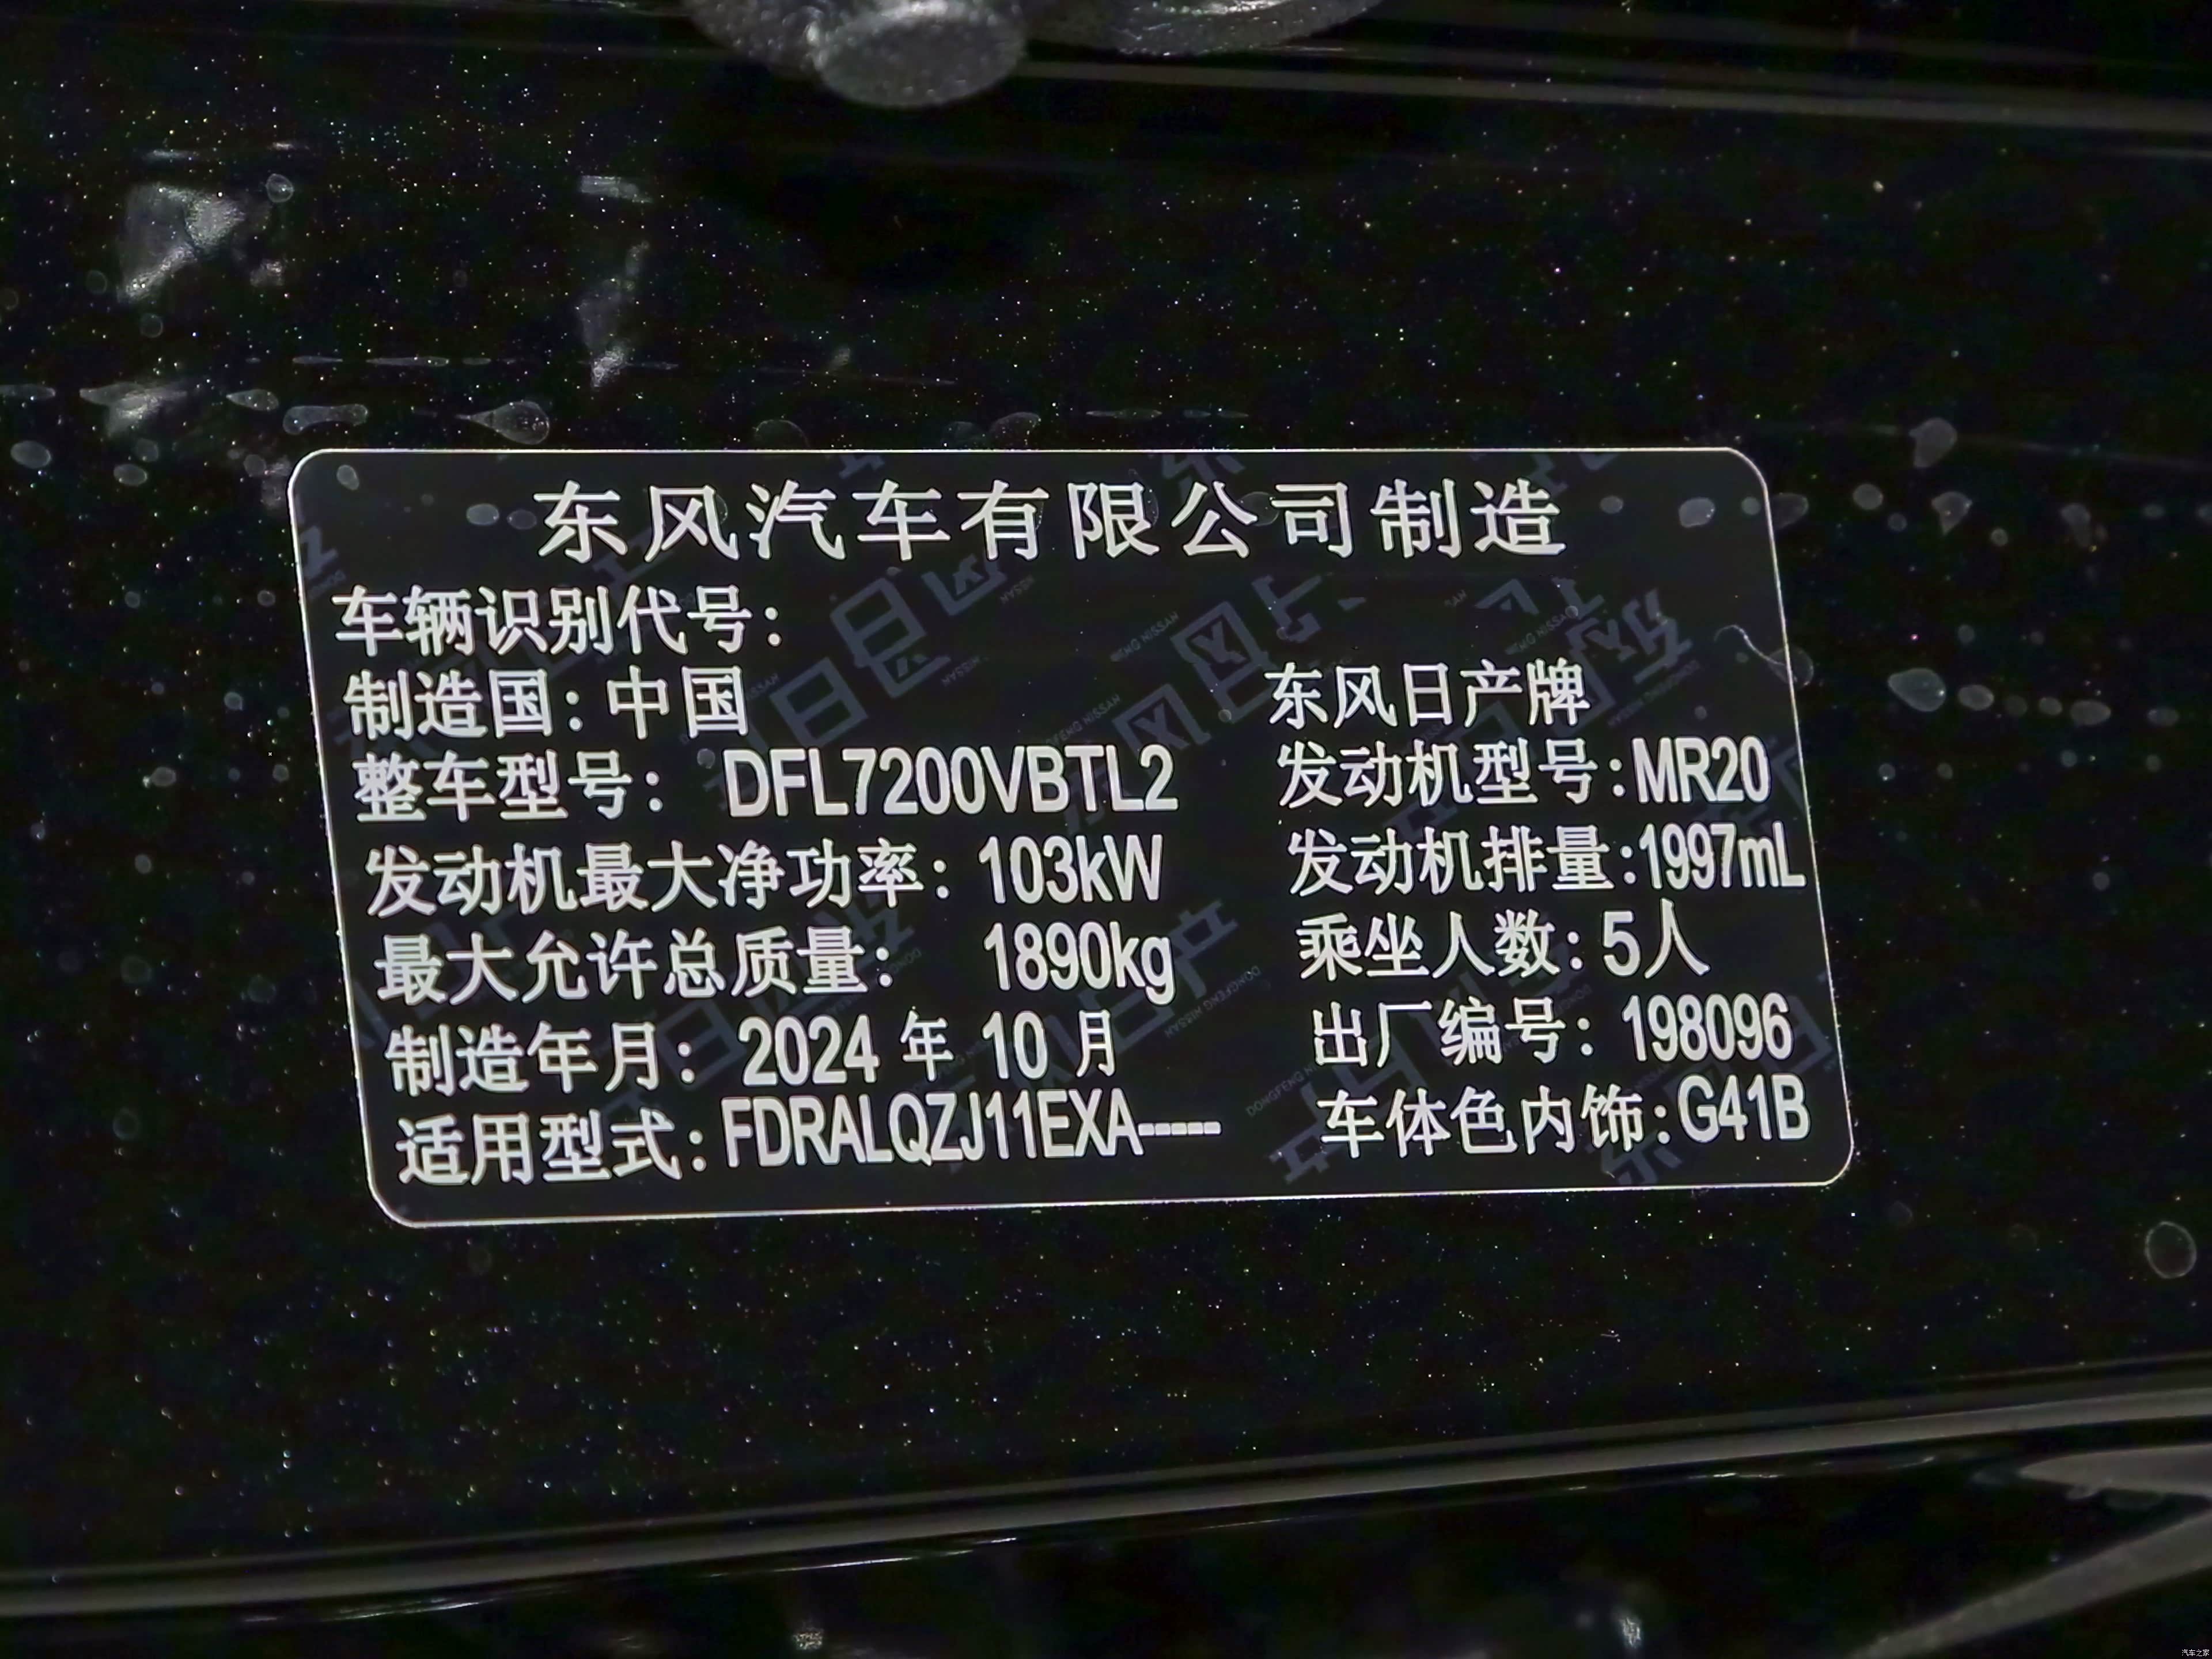 东风汽车有限公司制造
车辆识别代号:
制造国:中国 东风日产牌
整车型号: DFL7200VBTL2 发动机型号:MR20
发动机最大净功率: 103kW 发动机排量:1997mL
最大允许总质量: 1890kg 乘坐人数:5人
制造年月: 2024 年 10 月 出厂编号: 198096
适用型式:FDRALQZJ11EXA----- 车体色内饰:G41B
汽车之家